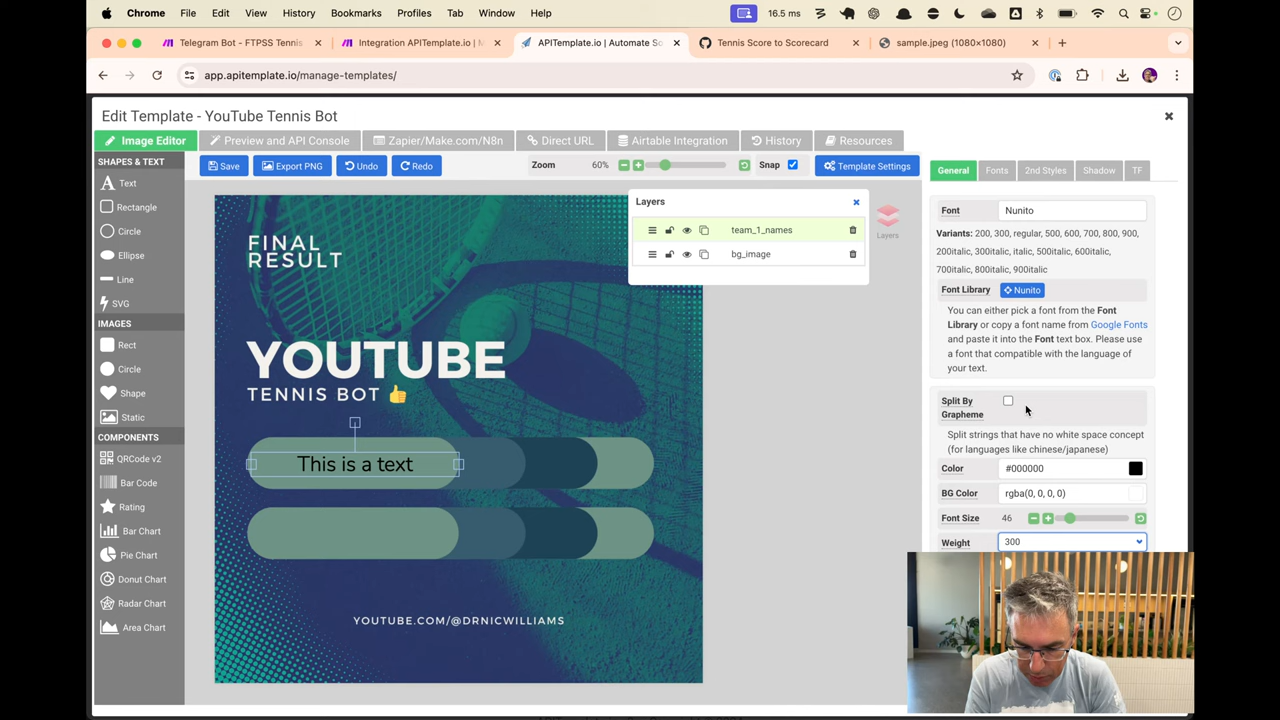 Chrome File Edit View History Bookmarks Profiles Tab Window Help 16.5 ms
Telegram Bot - FTPSS Tennis
Integration APITemplate.io | M
APITemplate.io | Automate So
Tennis Score to Scorecard
sample.jpeg (1080×1080)
app.apitemplate.io/manage-templates/
Edit Template - YouTube Tennis Bot
Image Editor Preview and API Console Zapier/Make.com/N8n Direct URL Airtable Integration History Resources
Save Export PNG Undo Redo Zoom 60% Snap Template Settings
SHAPES & TEXT
Text
Rectangle
Circle
Ellipse
Line
SVG
IMAGES
Rect
Circle
Shape
Static
COMPONENTS
QRCode v2
Bar Code
Rating
Bar Chart
Pie Chart
Donut Chart
Radar Chart
Area Chart
FINAL
RESULT
YOUTUBE
TENNIS BOT 👍
This is a text
YOUTUBE.COM/@DRNICWILLIAMS
Layers
team_1_names
bg_image
Layers
General Fonts 2nd Styles Shadow TF
Font Nunito
Variants: 200, 300, regular, 500, 600, 700, 800, 900,
200italic, 300italic, italic, 500italic, 600italic,
700italic, 800italic, 900italic
Font Library Nunito
You can either pick a font from the Font
Library or copy a font name from Google Fonts
and paste it into the Font text box. Please use
a font that compatible with the language of
your text.
Split By
Grapheme
Split strings that have no white space concept
(for languages like chinese/japanese)
Color #000000
BG Color rgba(0, 0, 0, 0)
Font Size 46
Weight 300